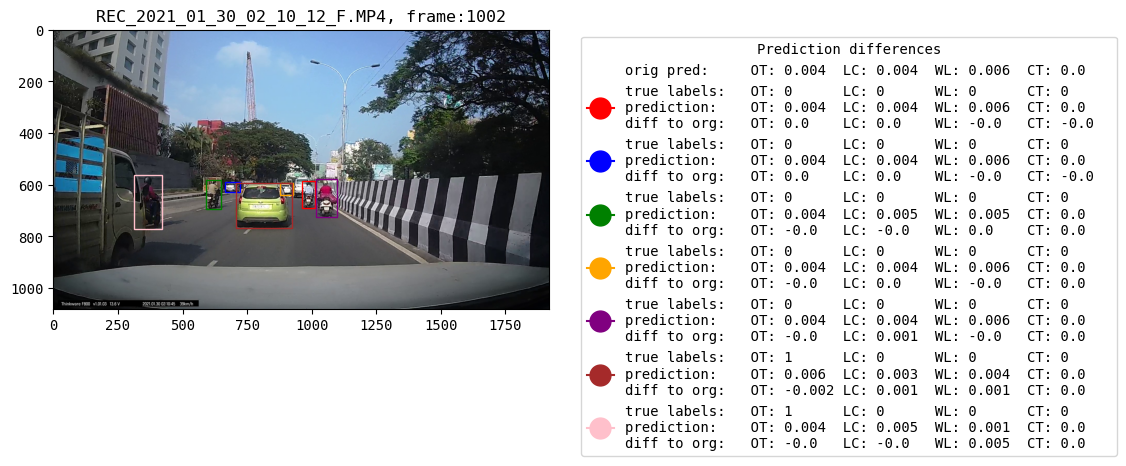 REC_2021_01_30_02_10_12_F.MP4, frame:1002
0
200
400
600
800
1000
0 250 500 750 1000 1250 1500 1750
Prediction differences
orig pred: OT: 0.004 LC: 0.004 WL: 0.006 CT: 0.0
true labels: OT: 0 LC: 0 WL: 0 CT: 0
prediction: OT: 0.004 LC: 0.004 WL: 0.006 CT: 0.0
diff to org: OT: 0.0 LC: 0.0 WL: -0.0 CT: -0.0
true labels: OT: 0 LC: 0 WL: 0 CT: 0
prediction: OT: 0.004 LC: 0.004 WL: 0.006 CT: 0.0
diff to org: OT: 0.0 LC: 0.0 WL: -0.0 CT: -0.0
true labels: OT: 0 LC: 0 WL: 0 CT: 0
prediction: OT: 0.004 LC: 0.005 WL: 0.005 CT: 0.0
diff to org: OT: -0.0 LC: -0.0 WL: 0.0 CT: 0.0
true labels: OT: 0 LC: 0 WL: 0 CT: 0
prediction: OT: 0.004 LC: 0.004 WL: 0.006 CT: 0.0
diff to org: OT: -0.0 LC: 0.0 WL: -0.0 CT: 0.0
true labels: OT: 0 LC: 0 WL: 0 CT: 0
prediction: OT: 0.004 LC: 0.004 WL: 0.006 CT: 0.0
diff to org: OT: -0.0 LC: 0.001 WL: -0.0 CT: 0.0
true labels: OT: 1 LC: 0 WL: 0 CT: 0
prediction: OT: 0.006 LC: 0.003 WL: 0.004 CT: 0.0
diff to org: OT: -0.002 LC: 0.001 WL: 0.001 CT: 0.0
true labels: OT: 1 LC: 0 WL: 0 CT: 0
prediction: OT: 0.004 LC: 0.005 WL: 0.001 CT: 0.0
diff to org: OT: -0.0 LC: -0.0 WL: 0.005 CT: 0.0